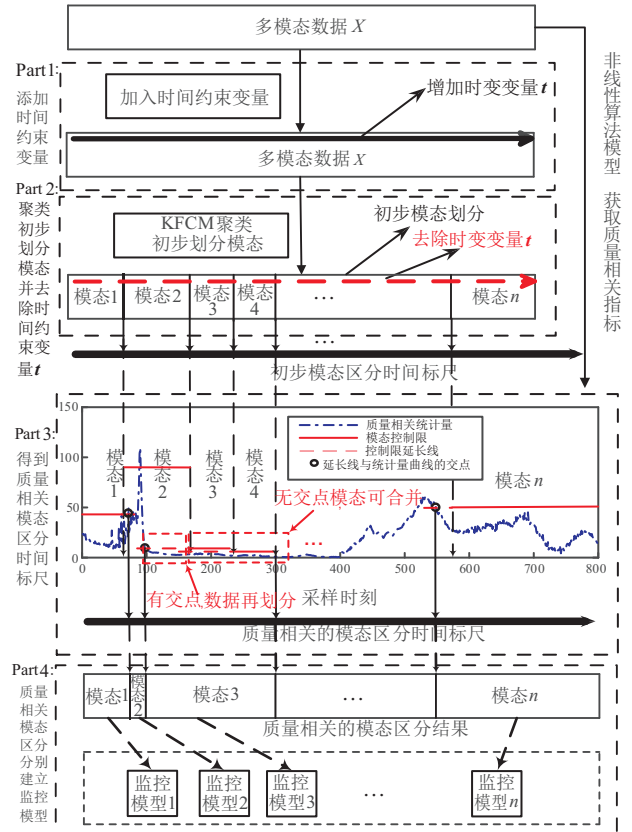 多模态数据 X
Part1:
添加时间约束变量
加入时间约束变量
增加时变变量t
多模态数据 X
非线性算法模型 获取质量相关指标
Part 2:
聚类初步划分模态并去除时间约束变量t
KFCM聚类
初步划分模态
初步模态划分
去除时变变量t
模态1
模态2
模态3
模态4
...
模态n
初步模态区分时间标尺
Part 3:
得到质量相关模态区分时间标尺
150
100
50
0
质量相关统计量
模态控制限
控制限延长线
延长线与统计量曲线的交点
模态1
模态2
模态3
模态4
模态n
无交点模态可合并
...
0 100 200 300 400 500 600 700 800
有交点数据再划分
采样时刻
质量相关的模态区分时间标尺
Part4:
质量相关模态区分分别建立监控模型
模态1
模态2
模态3
...
模态n
质量相关的模态区分结果
监控模型1
监控模型2
监控模型3
...
监控模型n